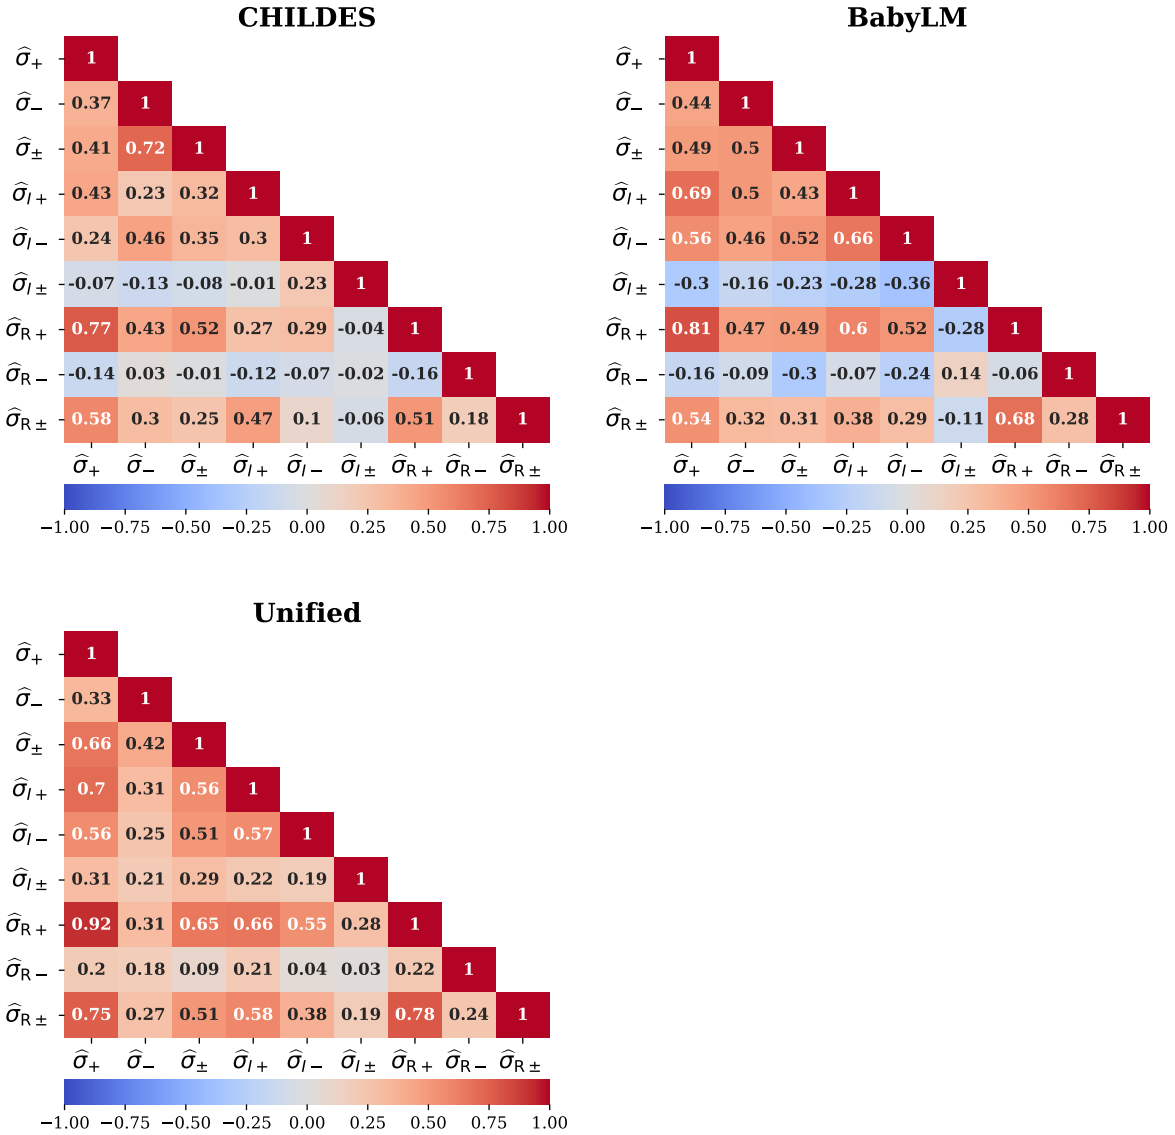 CHILDES
σ̂₊ 1
σ̂₋ 0.37 1
σ̂± 0.41 0.72 1
σ̂I+ 0.43 0.23 0.32 1
σ̂I− 0.24 0.46 0.35 0.3 1
σ̂I± -0.07 -0.13 -0.08 -0.01 0.23 1
σ̂R+ 0.77 0.43 0.52 0.27 0.29 -0.04 1
σ̂R− -0.14 0.03 -0.01 -0.12 -0.07 -0.02 -0.16 1
σ̂R± 0.58 0.3 0.25 0.47 0.1 -0.06 0.51 0.18 1
σ̂₊ σ̂₋ σ̂± σ̂I+ σ̂I− σ̂I± σ̂R+ σ̂R− σ̂R±
−1.00 −0.75 −0.50 −0.25 0.00 0.25 0.50 0.75 1.00
BabyLM
σ̂₊ 1
σ̂₋ 0.44 1
σ̂± 0.49 0.5 1
σ̂I+ 0.69 0.5 0.43 1
σ̂I− 0.56 0.46 0.52 0.66 1
σ̂I± -0.3 -0.16 -0.23 -0.28 -0.36 1
σ̂R+ 0.81 0.47 0.49 0.6 0.52 -0.28 1
σ̂R− -0.16 -0.09 -0.3 -0.07 -0.24 0.14 -0.06 1
σ̂R± 0.54 0.32 0.31 0.38 0.29 -0.11 0.68 0.28 1
σ̂₊ σ̂₋ σ̂± σ̂I+ σ̂I− σ̂I± σ̂R+ σ̂R− σ̂R±
−1.00 −0.75 −0.50 −0.25 0.00 0.25 0.50 0.75 1.00
Unified
σ̂₊ 1
σ̂₋ 0.33 1
σ̂± 0.66 0.42 1
σ̂I+ 0.7 0.31 0.56 1
σ̂I− 0.56 0.25 0.51 0.57 1
σ̂I± 0.31 0.21 0.29 0.22 0.19 1
σ̂R+ 0.92 0.31 0.65 0.66 0.55 0.28 1
σ̂R− 0.2 0.18 0.09 0.21 0.04 0.03 0.22 1
σ̂R± 0.75 0.27 0.51 0.58 0.38 0.19 0.78 0.24 1
σ̂₊ σ̂₋ σ̂± σ̂I+ σ̂I− σ̂I± σ̂R+ σ̂R− σ̂R±
−1.00 −0.75 −0.50 −0.25 0.00 0.25 0.50 0.75 1.00